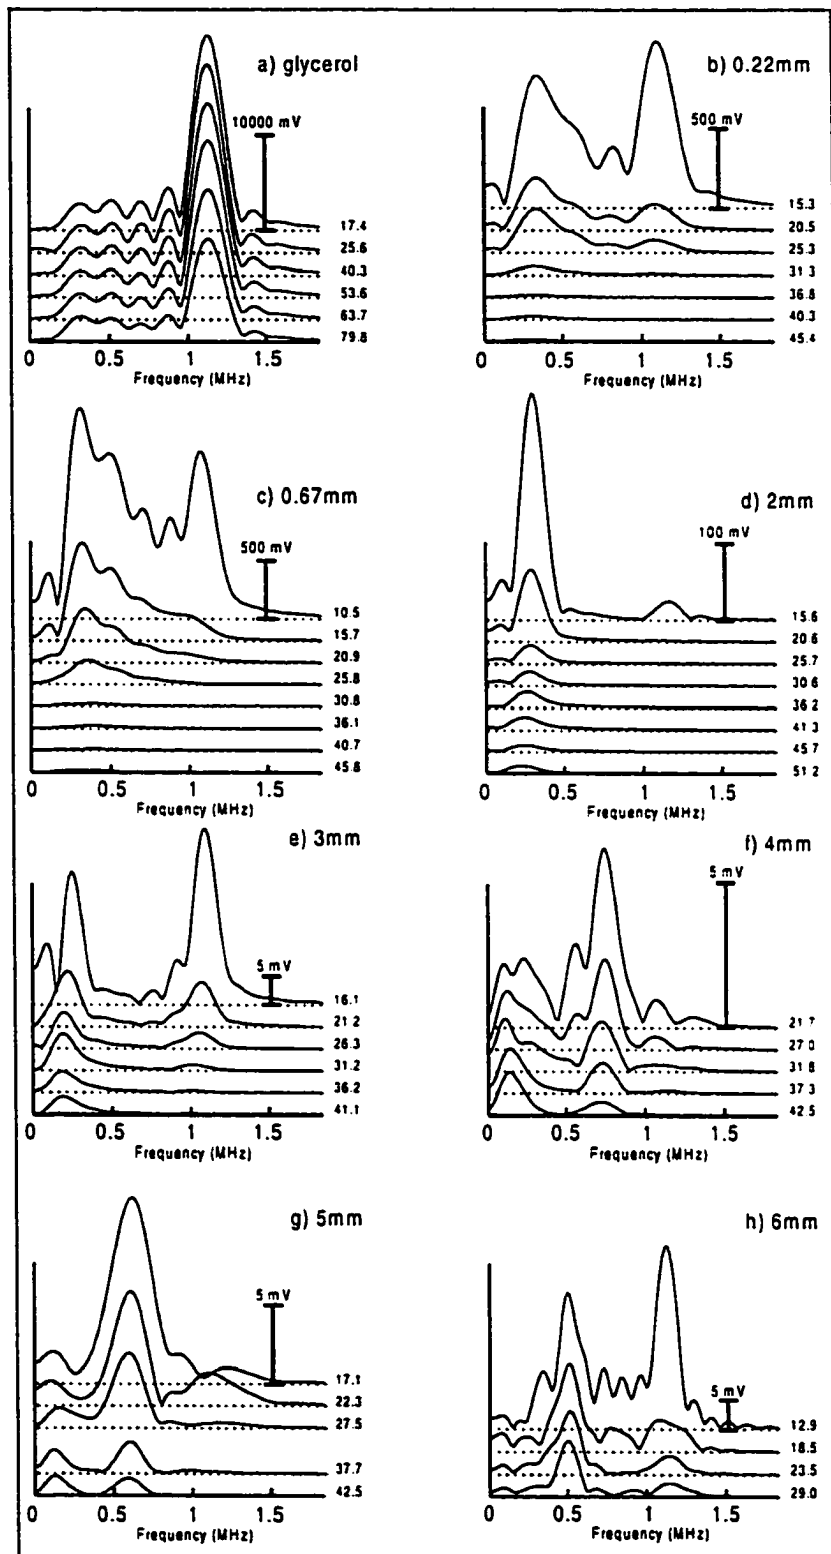 a) glycerol
10000 mV
17.4
25.6
40.3
53.6
63.7
79.8
0 0.5 1 1.5
Frequency (MHz)
b) 0.22mm
500 mV
15.3
20.5
25.3
31.3
36.8
40.3
45.4
0 0.5 1 1.5
Frequency (MHz)
c) 0.67mm
500 mV
10.5
15.7
20.9
25.8
30.8
36.1
40.7
45.8
0 0.5 1 1.5
Frequency (MHz)
d) 2mm
100 mV
15.6
20.6
25.7
30.6
36.2
41.3
45.7
51.2
0 0.5 1 1.5
Frequency (MHz)
e) 3mm
5 mV
16.1
21.2
26.3
31.2
36.2
41.1
0 0.5 1 1.5
Frequency (MHz)
f) 4mm
5 mV
21.7
27.0
31.8
37.3
42.5
0 0.5 1 1.5
Frequency (MHz)
g) 5mm
5 mV
17.1
22.3
27.5
37.7
42.5
0 0.5 1 1.5
Frequency (MHz)
h) 6mm
5 mV
12.9
18.5
23.5
29.0
0 0.5 1 1.5
Frequency (MHz)